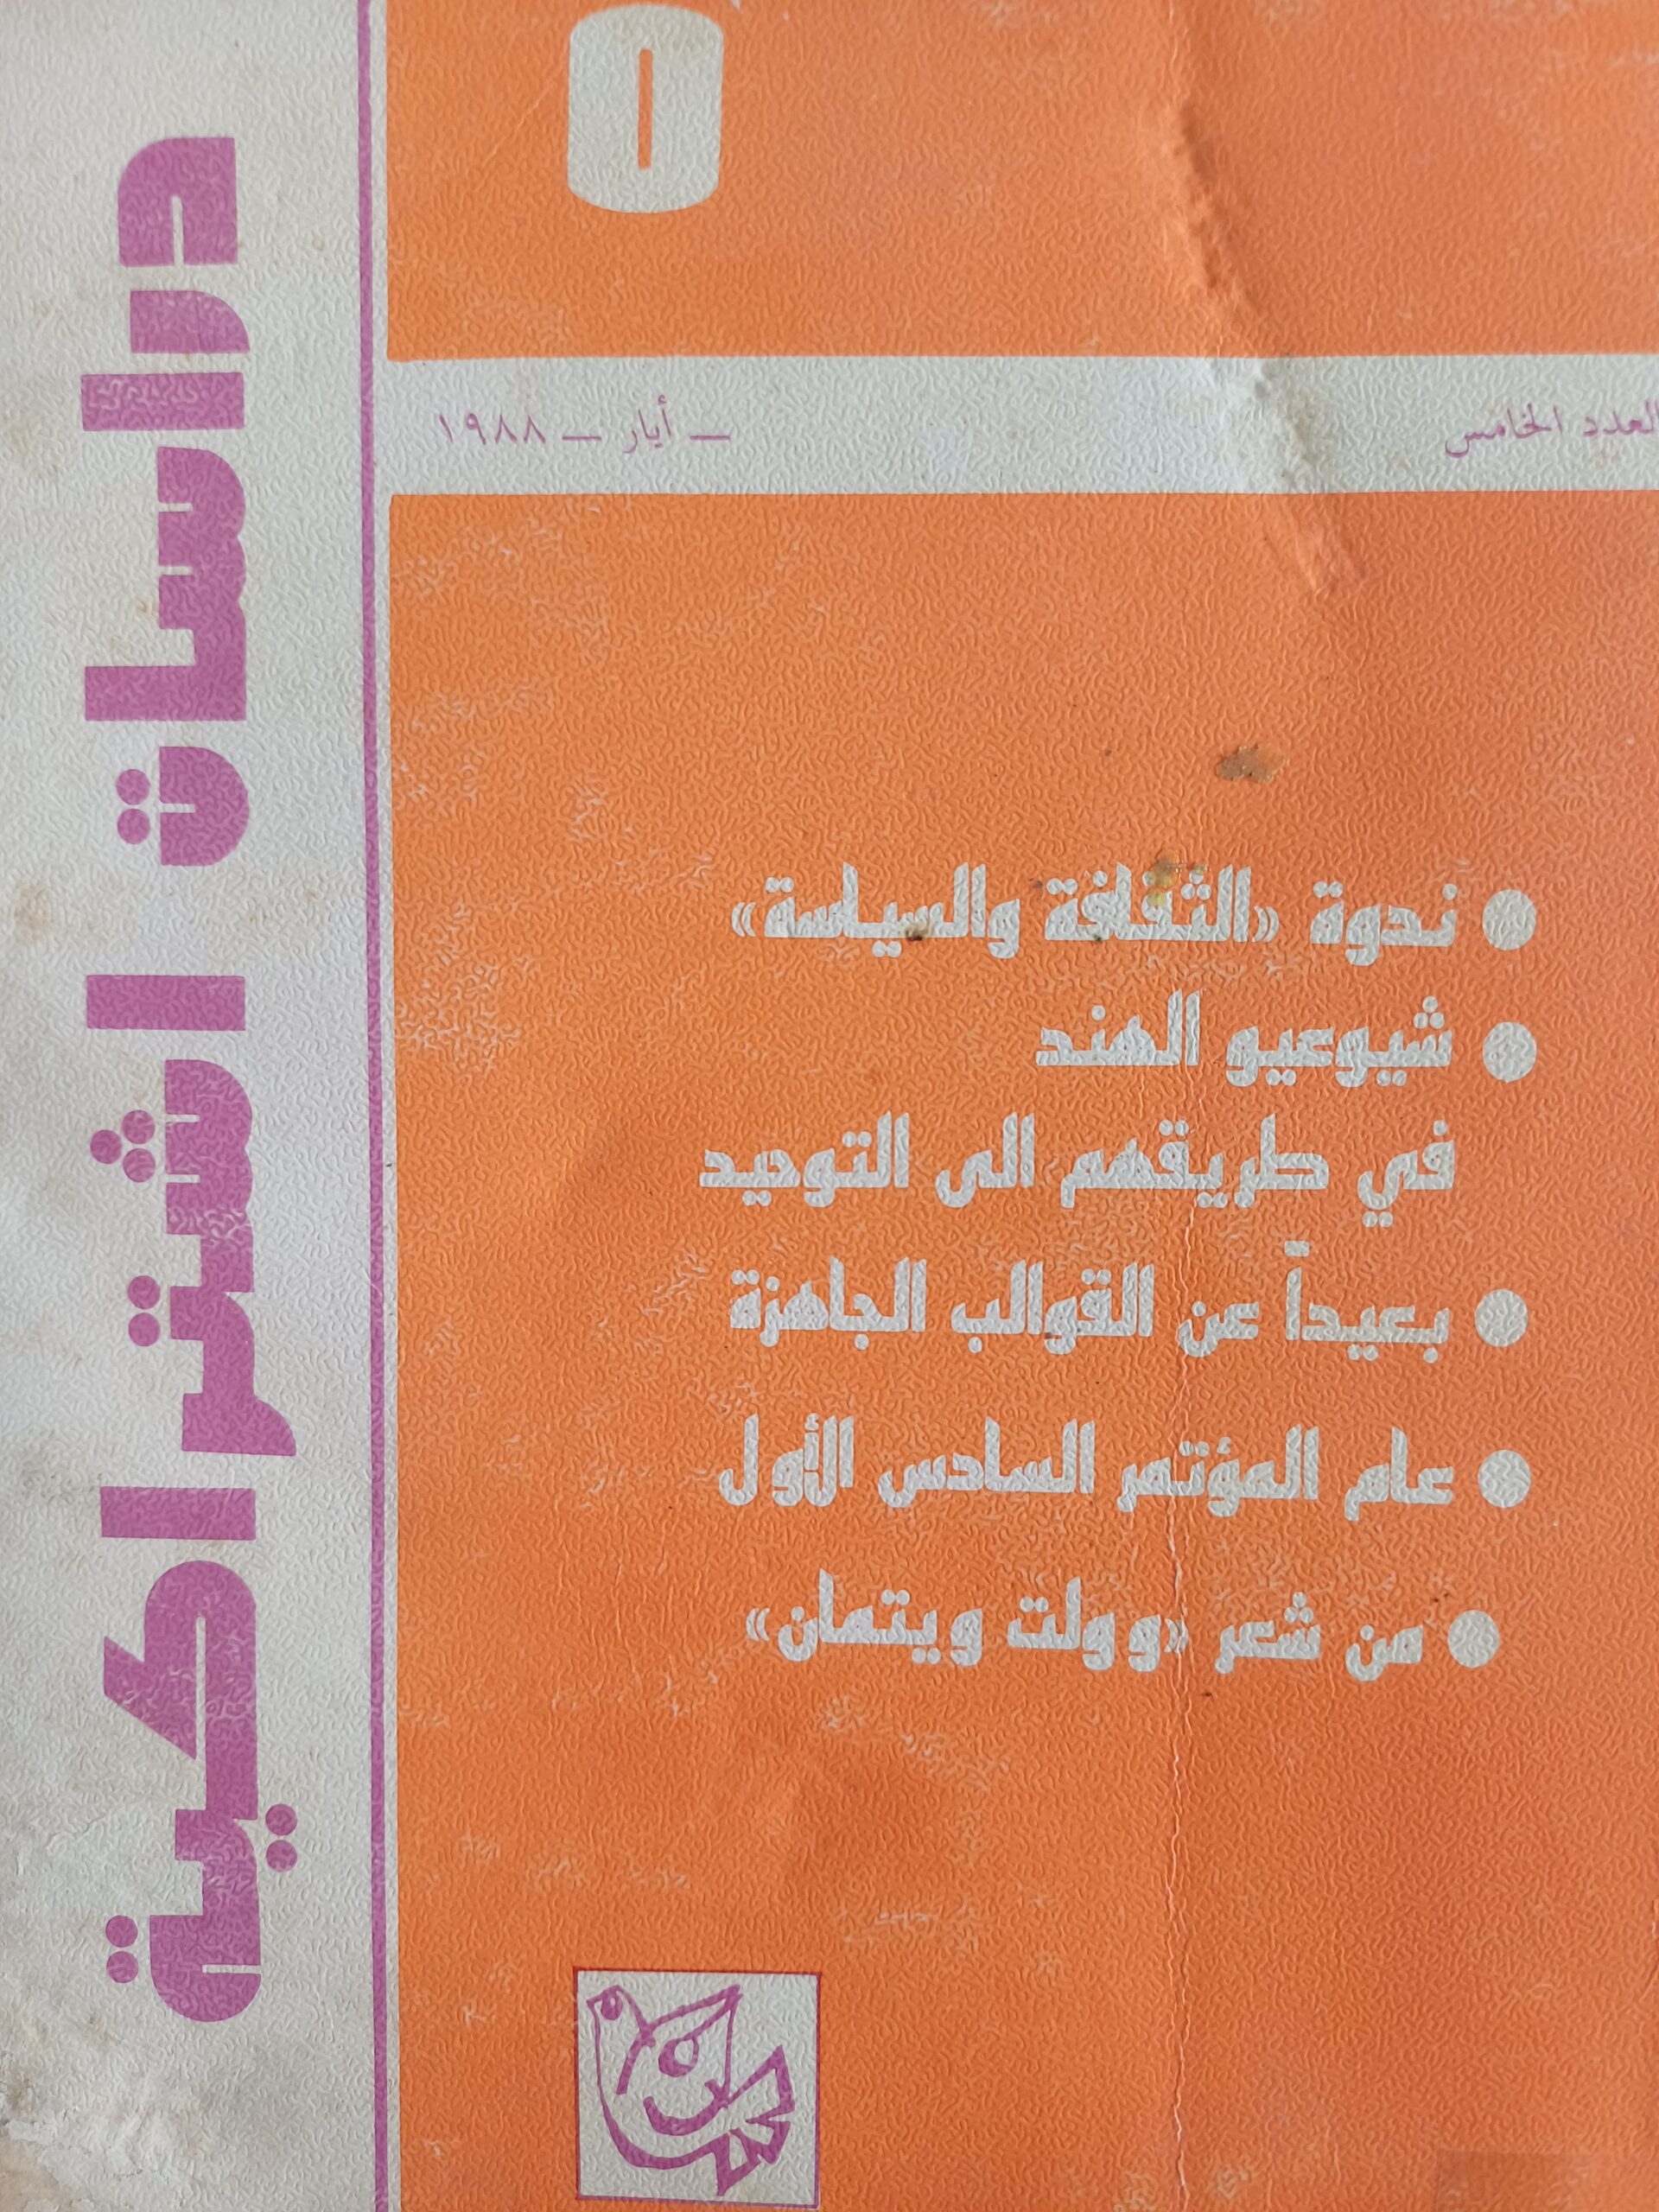 دراسات اشتراكية
٥
العدد الخامس — أيار — ١٩٨٨
● ندوة «الثقافة والسياسة»
● شيوعيو الهند
في طريقهم الى التوحيد
● بعيداً عن القوالب الجاهزة
● عام المؤتمر السادس الأول
● من شعر «وولت ويتمان»